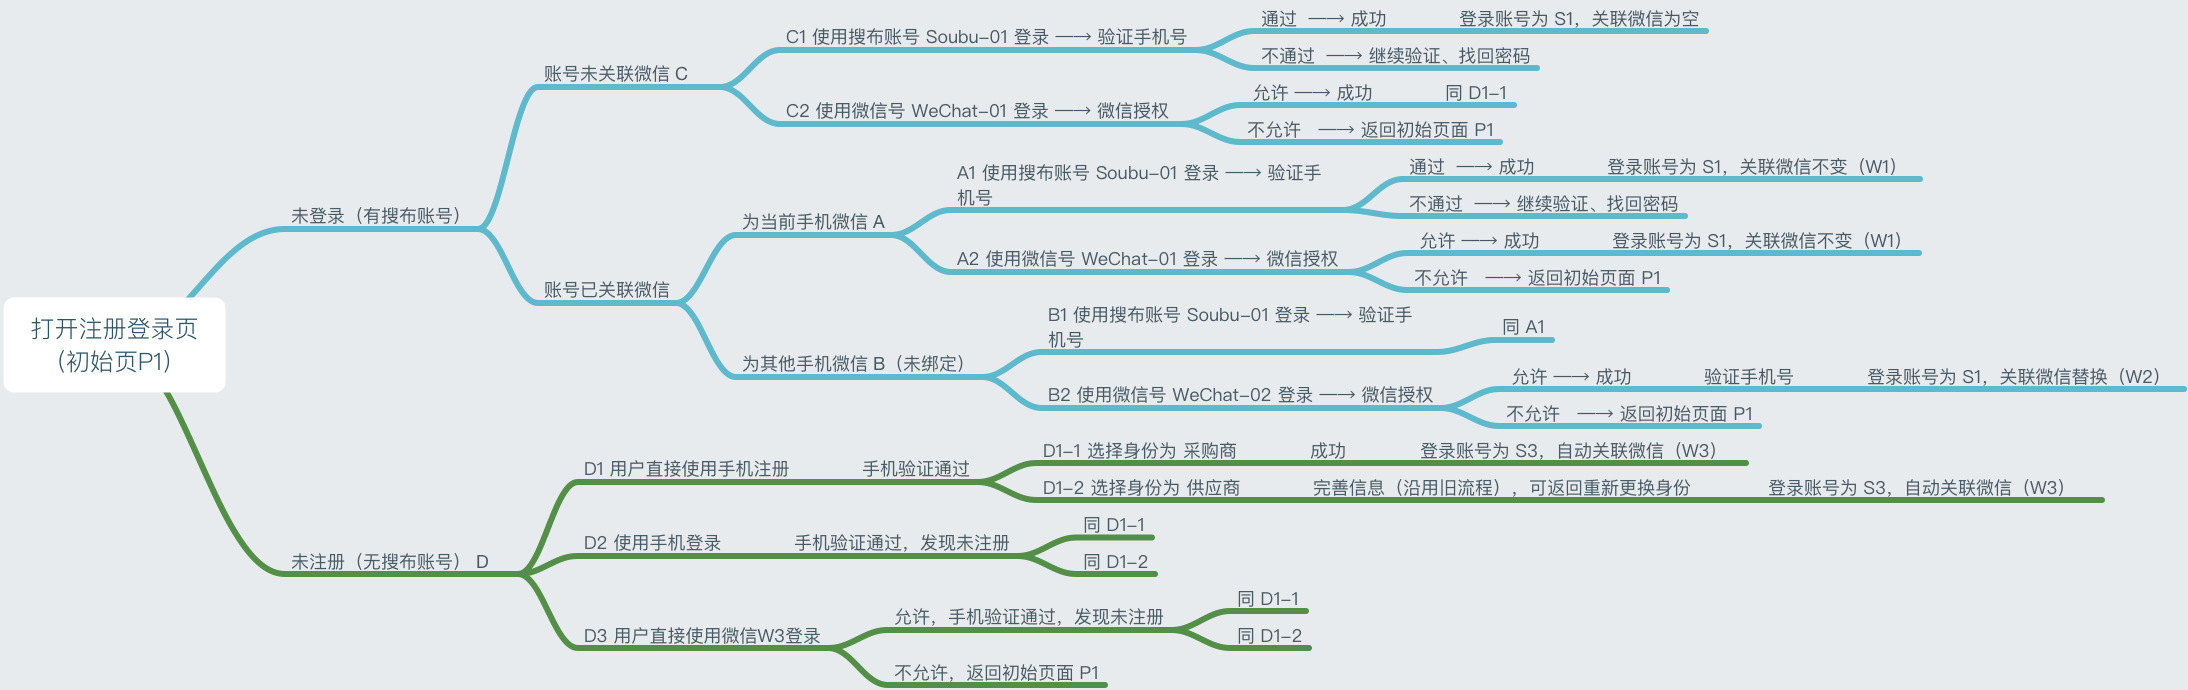 打开注册登录页
（初始页P1）
未登录（有搜布账号）
账号未关联微信 C
C1 使用搜布账号 Soubu-01 登录 ——> 验证手机号
通过 ——> 成功
登录账号为 S1，关联微信为空
不通过 ——> 继续验证、找回密码
C2 使用微信号 WeChat-01 登录 ——> 微信授权
允许 ——> 成功
同 D1-1
不允许 ——> 返回初始页面 P1
账号已关联微信
为当前手机微信 A
A1 使用搜布账号 Soubu-01 登录 ——> 验证手
机号
通过 ——> 成功
登录账号为 S1，关联微信不变（W1）
不通过 ——> 继续验证、找回密码
A2 使用微信号 WeChat-01 登录 ——> 微信授权
允许 ——> 成功
登录账号为 S1，关联微信不变（W1）
不允许 ——> 返回初始页面 P1
为其他手机微信 B（未绑定）
B1 使用搜布账号 Soubu-01 登录 ——> 验证手
机号
同 A1
B2 使用微信号 WeChat-02 登录 ——> 微信授权
允许 ——> 成功
验证手机号
登录账号为 S1，关联微信替换（W2）
不允许 ——> 返回初始页面 P1
未注册（无搜布账号） D
D1 用户直接使用手机注册
手机验证通过
D1-1 选择身份为 采购商
成功
登录账号为 S3，自动关联微信（W3）
D1-2 选择身份为 供应商
完善信息（沿用旧流程），可返回重新更换身份
登录账号为 S3，自动关联微信（W3）
D2 使用手机登录
手机验证通过，发现未注册
同 D1-1
同 D1-2
D3 用户直接使用微信W3登录
允许，手机验证通过，发现未注册
同 D1-1
同 D1-2
不允许，返回初始页面 P1